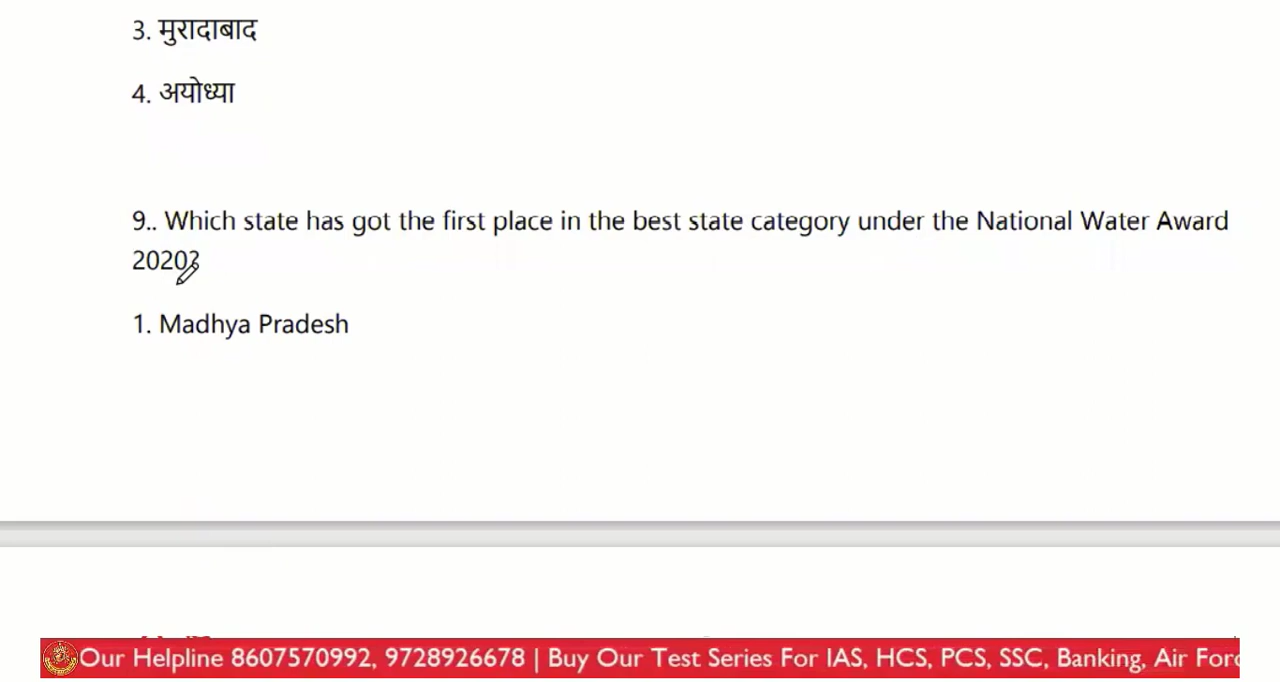 3. मुरादाबाद
4. अयोध्या
9.. Which state has got the first place in the best state category under the National Water Award
2020?
1. Madhya Pradesh
Our Helpline 8607570992, 9728926678 | Buy Our Test Series For IAS, HCS, PCS, SSC, Banking, Air Forc